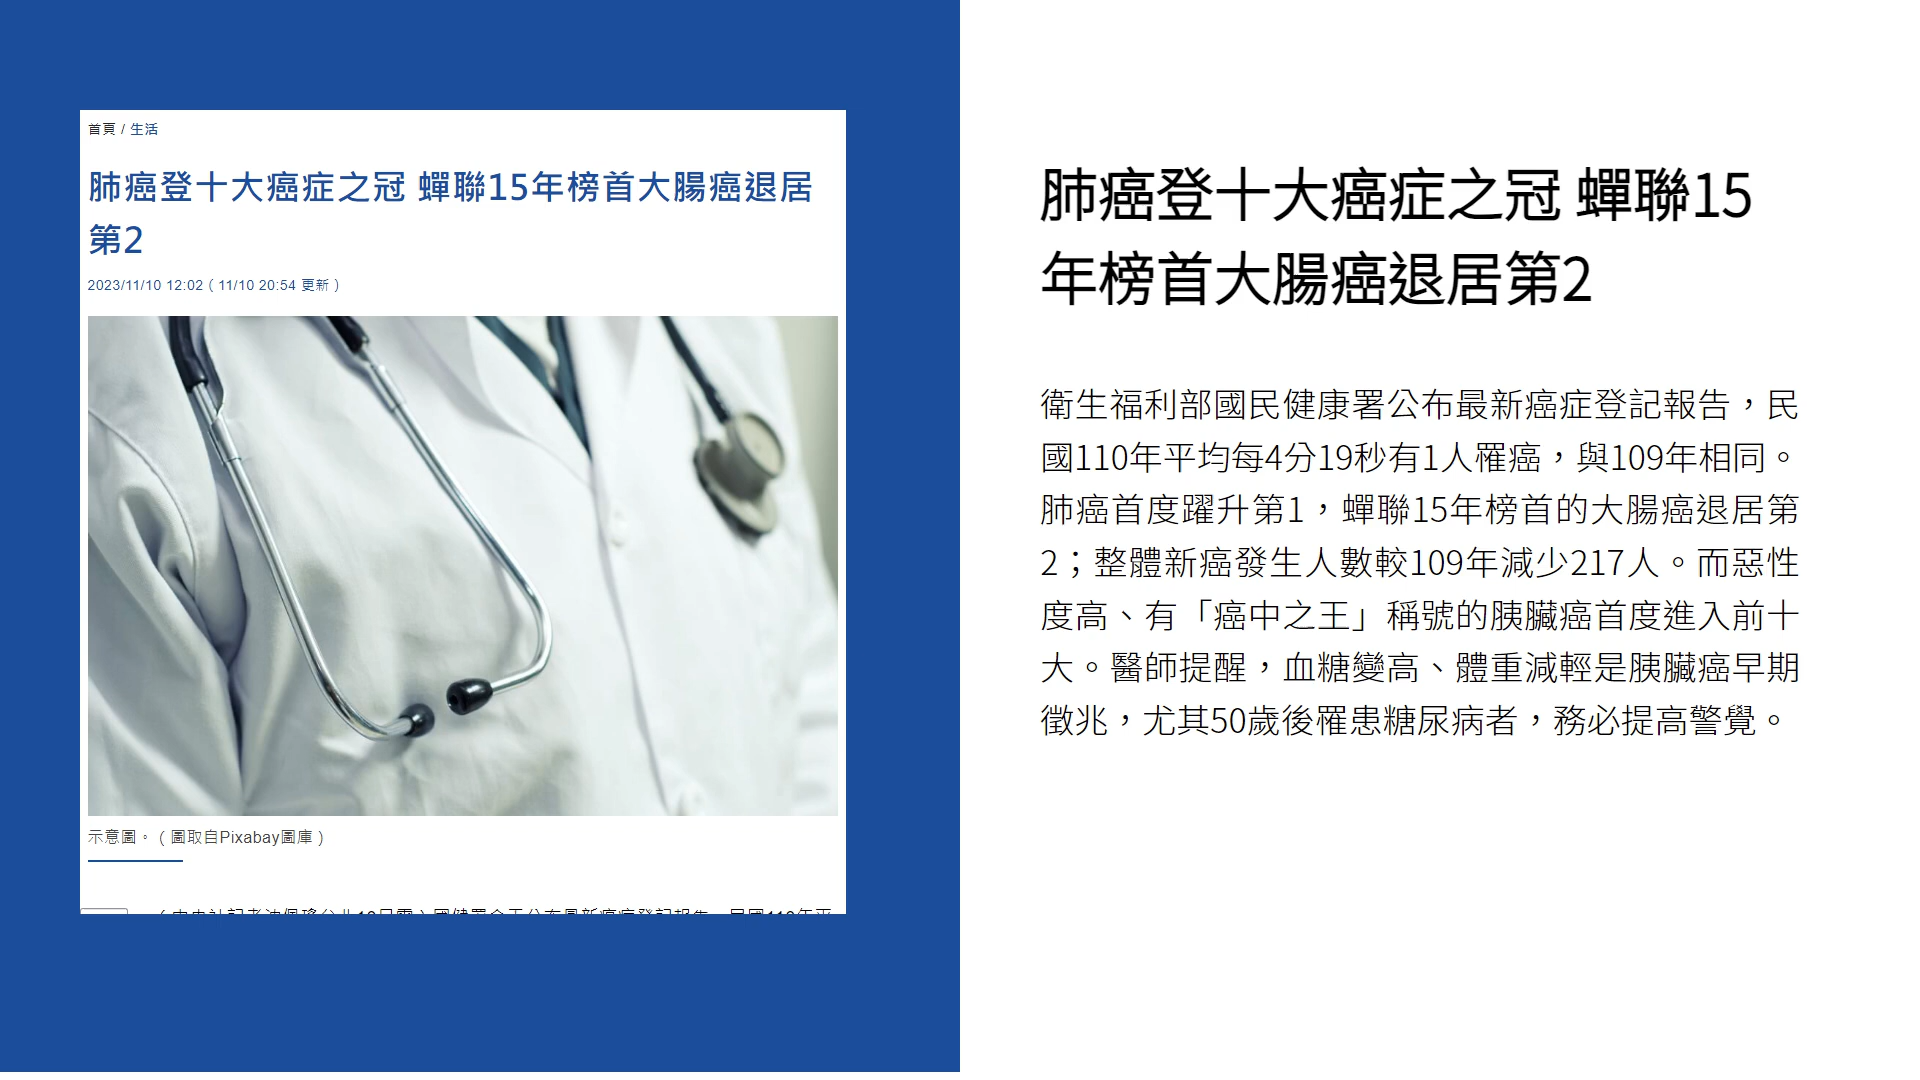 首頁 / 生活
肺癌登十大癌症之冠 蟬聯15年榜首大腸癌退居
第2
2023/11/10 12:02（11/10 20:54 更新）
示意圖。（圖取自Pixabay圖庫）
肺癌登十大癌症之冠 蟬聯15
年榜首大腸癌退居第2
衛生福利部國民健康署公布最新癌症登記報告，民
國110年平均每4分19秒有1人罹癌，與109年相同。
肺癌首度躍升第1，蟬聯15年榜首的大腸癌退居第
2；整體新癌發生人數較109年減少217人。而惡性
度高、有「癌中之王」稱號的胰臟癌首度進入前十
大。醫師提醒，血糖變高、體重減輕是胰臟癌早期
徵兆，尤其50歲後罹患糖尿病者，務必提高警覺。